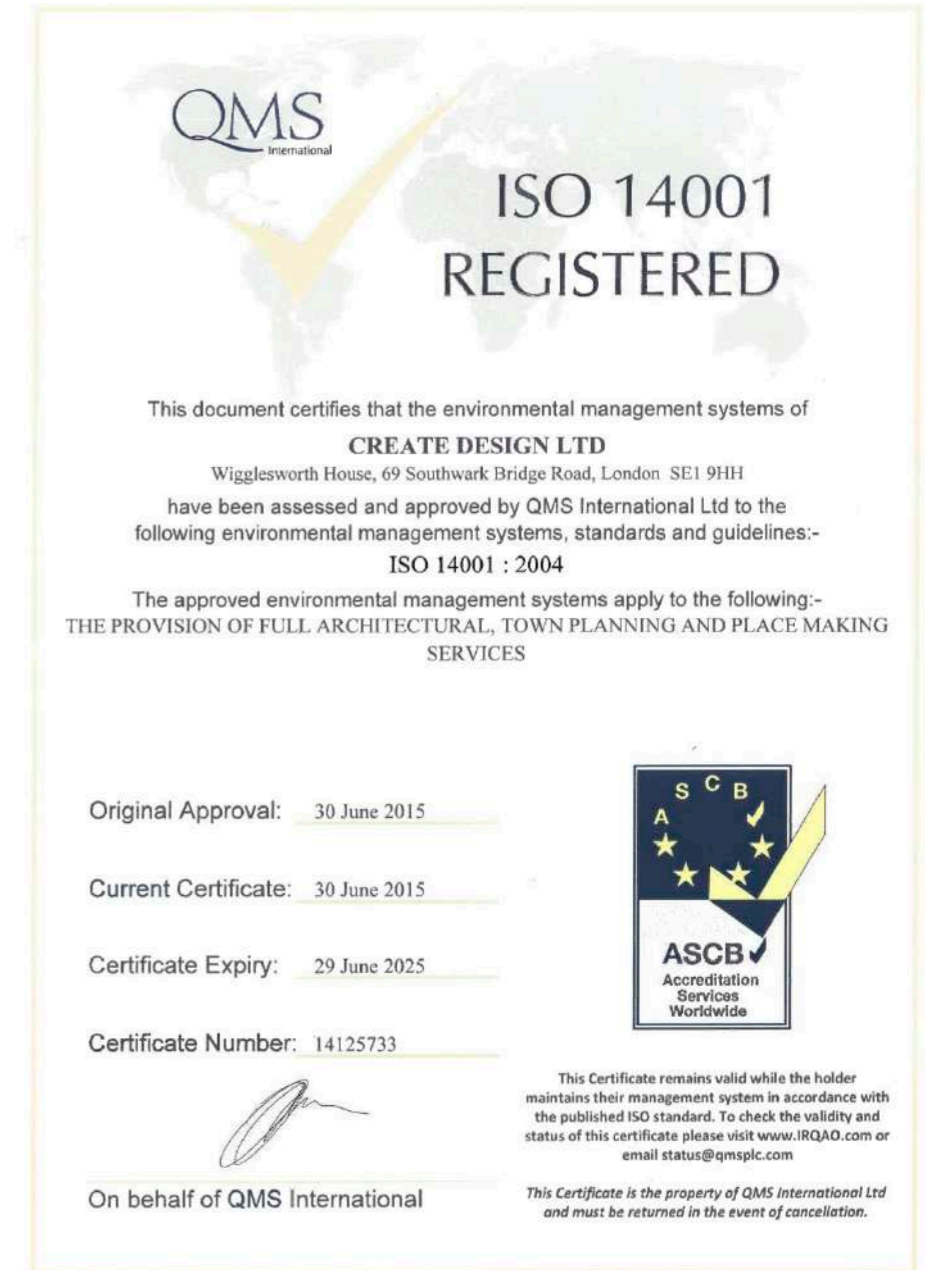 QMS
International
ISO 14001
REGISTERED
This document certifies that the environmental management systems of
CREATE DESIGN LTD
Wigglesworth House, 69 Southwark Bridge Road, London SE1 9HH
have been assessed and approved by QMS International Ltd to the
following environmental management systems, standards and guidelines:-
ISO 14001 : 2004
The approved environmental management systems apply to the following:-
THE PROVISION OF FULL ARCHITECTURAL, TOWN PLANNING AND PLACE MAKING
SERVICES
Original Approval: 30 June 2015
Current Certificate: 30 June 2015
Certificate Expiry: 29 June 2025
Certificate Number: 14125733
On behalf of QMS International
A S C B
ASCB
Accreditation
Services
Worldwide
This Certificate remains valid while the holder
maintains their management system in accordance with
the published ISO standard. To check the validity and
status of this certificate please visit www.IRQAO.com or
email status@qmsplc.com
This Certificate is the property of QMS International Ltd
and must be returned in the event of cancellation.